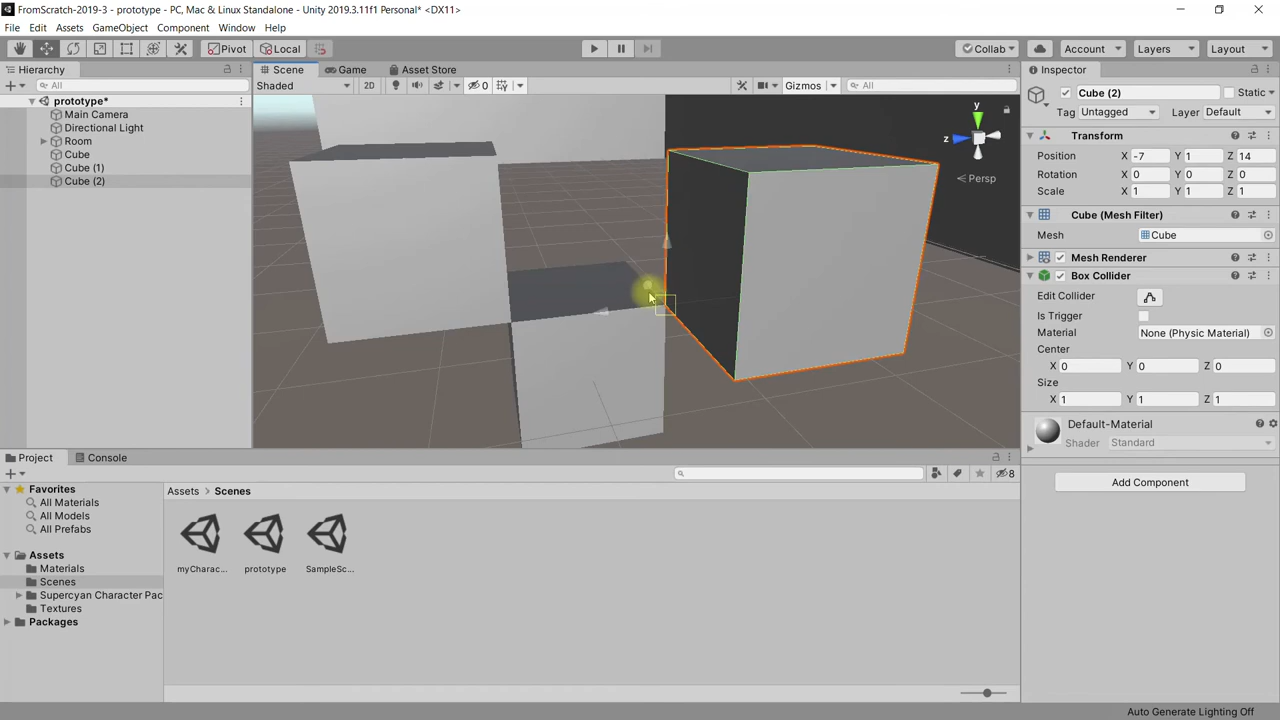 FromScratch-2019-3 - prototype - PC, Mac & Linux Standalone - Unity 2019.3.11f1 Personal* <DX11>
File Edit Assets GameObject Component Window Help
Pivot Local Collab Account Layers Layout
Hierarchy Scene Game Asset Store Inspector
All Shaded 2D 0 Gizmos All Cube (2) Static
prototype*
Main Camera
Directional Light
Room
Cube
Cube (1)
Cube (2)
y
z
Persp
Tag Untagged Layer Default
Transform
Position X -7 Y 1 Z 14
Rotation X 0 Y 0 Z 0
Scale X 1 Y 1 Z 1
Cube (Mesh Filter)
Mesh Cube
Mesh Renderer
Box Collider
Edit Collider
Is Trigger
Material None (Physic Material)
Center
X 0 Y 0 Z 0
Size
X 1 Y 1 Z 1
Default-Material
Shader Standard
Add Component
Project Console
8
Favorites
All Materials
All Models
All Prefabs
Assets
Materials
Scenes
Supercyan Character Pac
Textures
Packages
Assets > Scenes
myCharac... prototype SampleSc...
Auto Generate Lighting Off